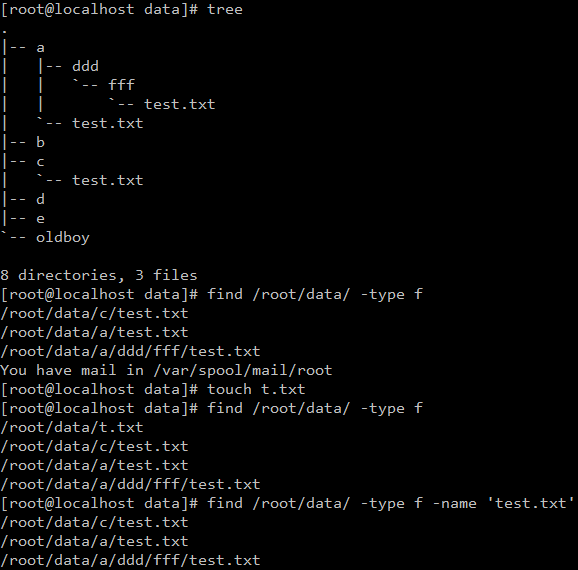 [root@localhost data]# tree
.
|-- a
|   |-- ddd
|   |   `-- fff
|   |       `-- test.txt
|   `-- test.txt
|-- b
|-- c
|   `-- test.txt
|-- d
|-- e
`-- oldboy

8 directories, 3 files
[root@localhost data]# find /root/data/ -type f
/root/data/c/test.txt
/root/data/a/test.txt
/root/data/a/ddd/fff/test.txt
You have mail in /var/spool/mail/root
[root@localhost data]# touch t.txt
[root@localhost data]# find /root/data/ -type f
/root/data/t.txt
/root/data/c/test.txt
/root/data/a/test.txt
/root/data/a/ddd/fff/test.txt
[root@localhost data]# find /root/data/ -type f -name 'test.txt'
/root/data/c/test.txt
/root/data/a/test.txt
/root/data/a/ddd/fff/test.txt